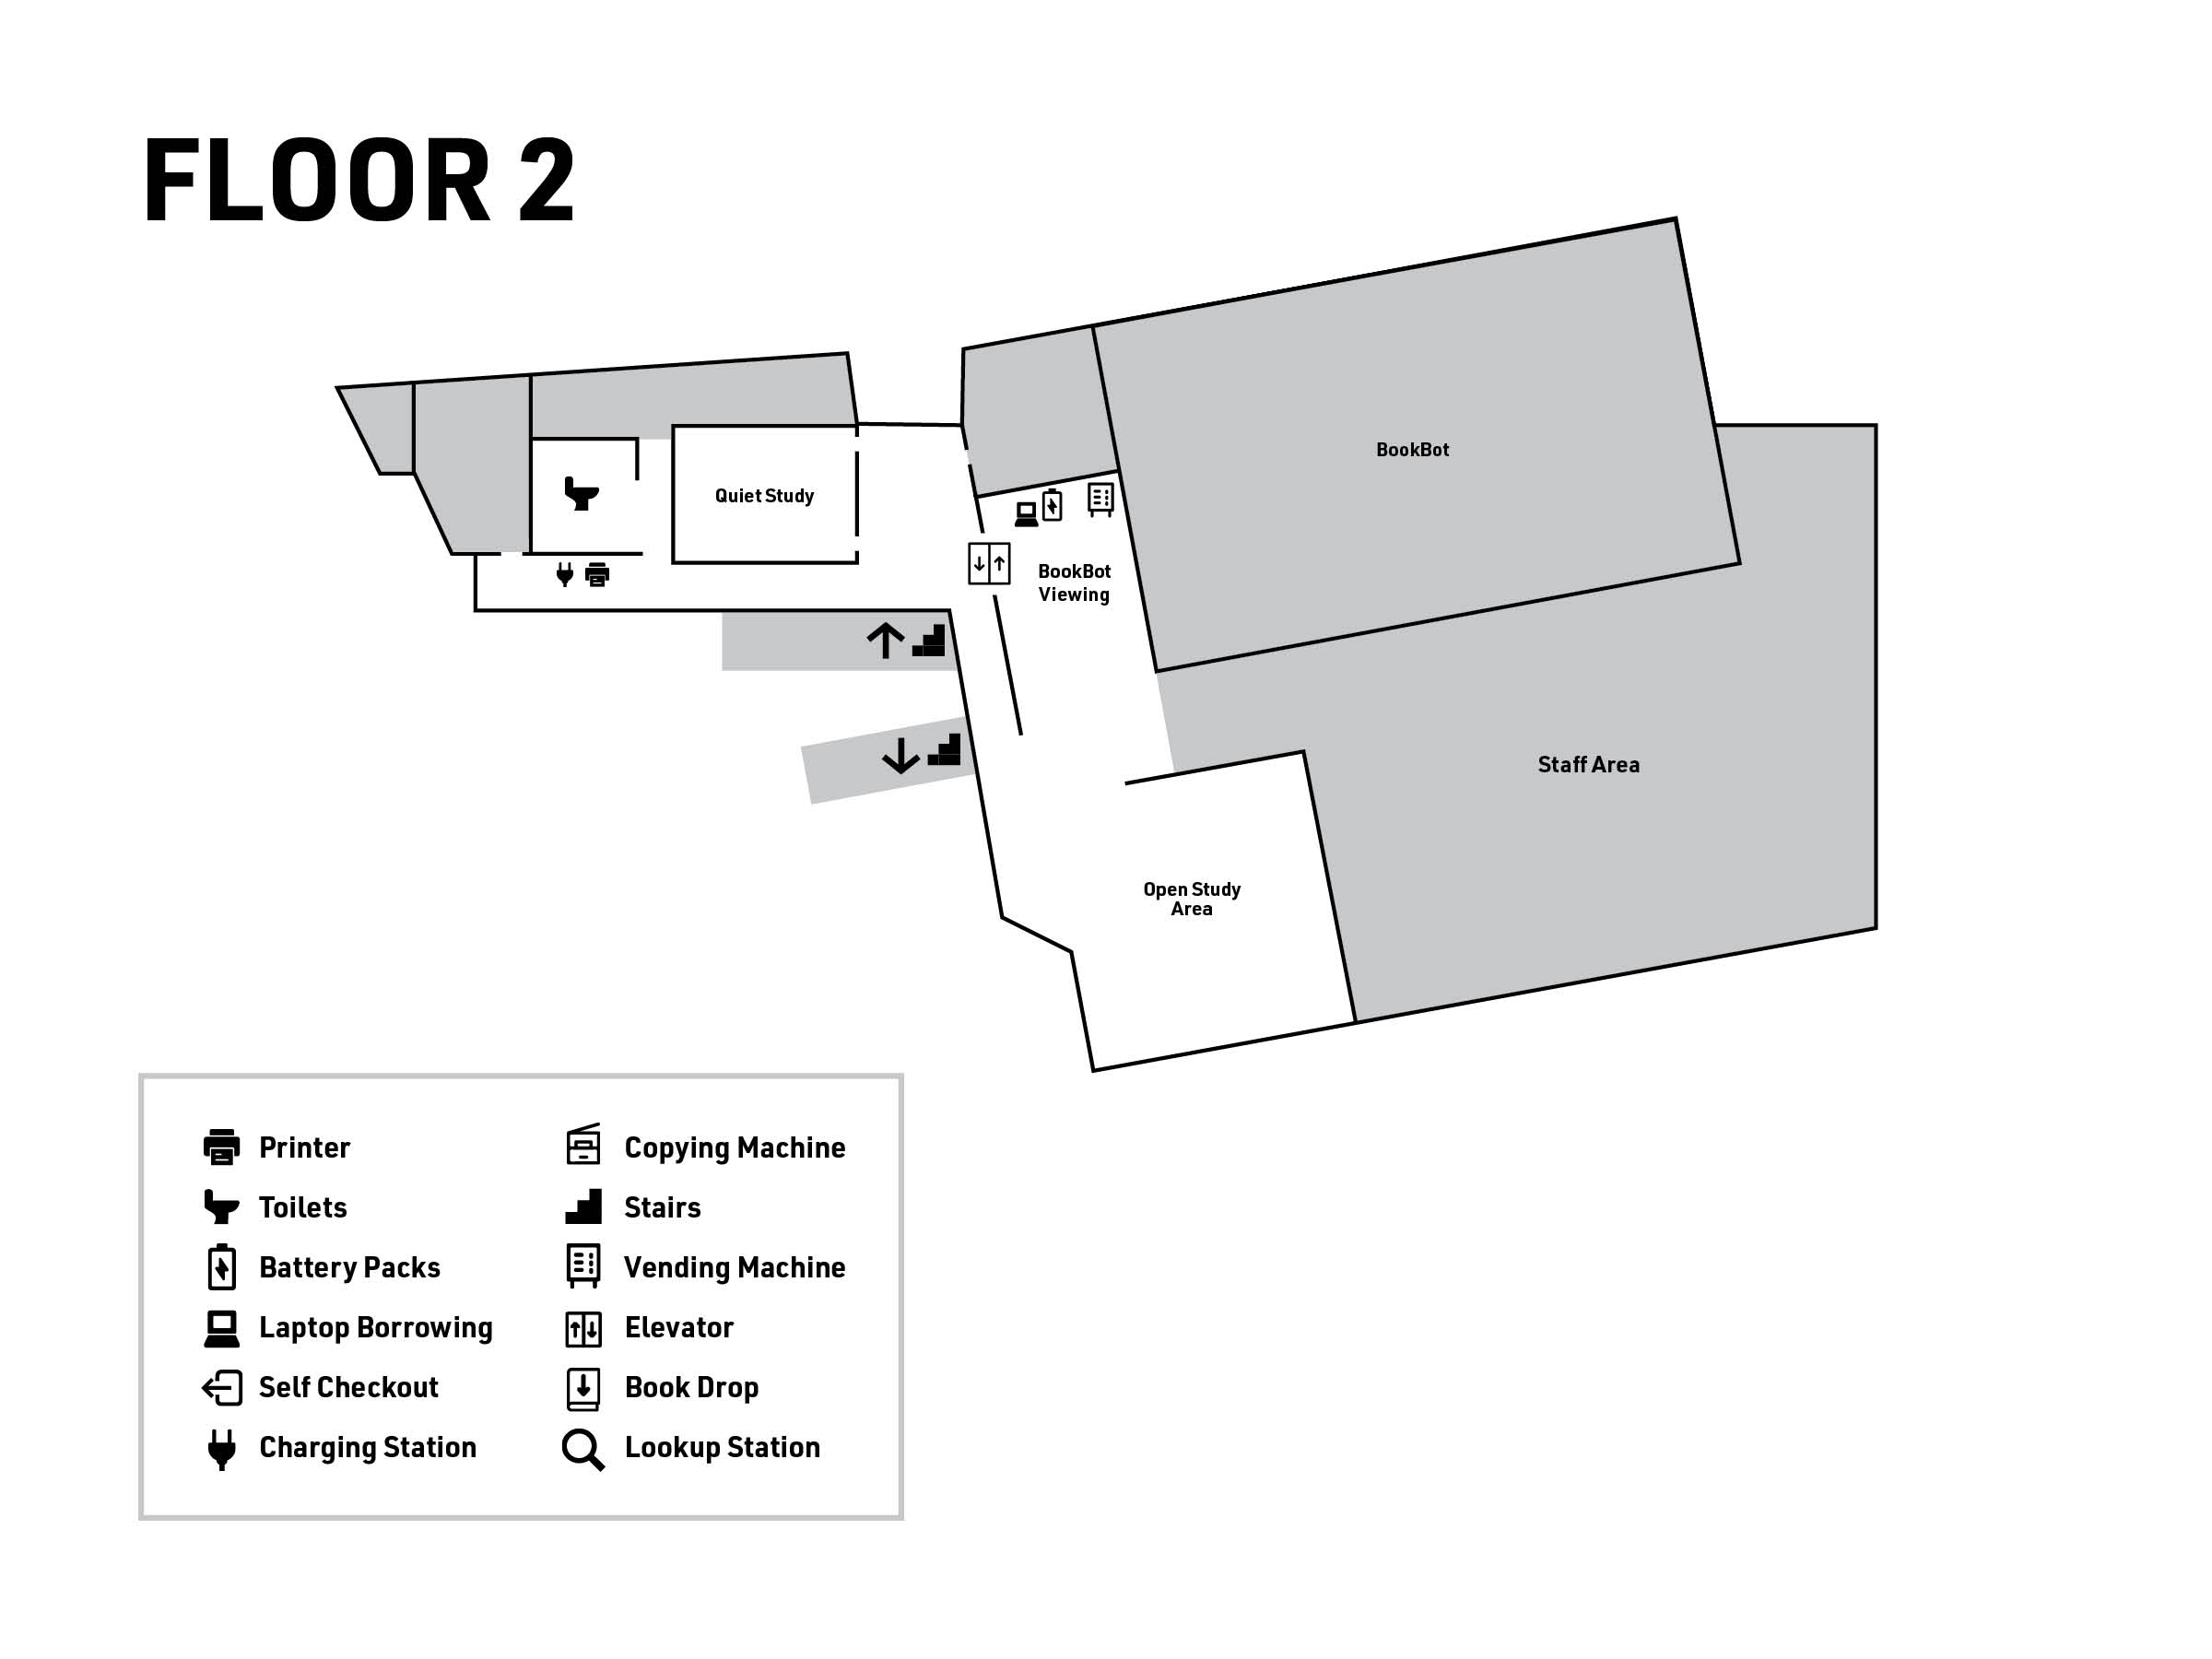 FLOOR 2
BookBot
Quiet Study
BookBot
Viewing
Staff Area
Open Study
Area
Printer
Toilets
Battery Packs
Laptop Borrowing
Self Checkout
Charging Station
Copying Machine
Stairs
Vending Machine
Elevator
Book Drop
Lookup Station